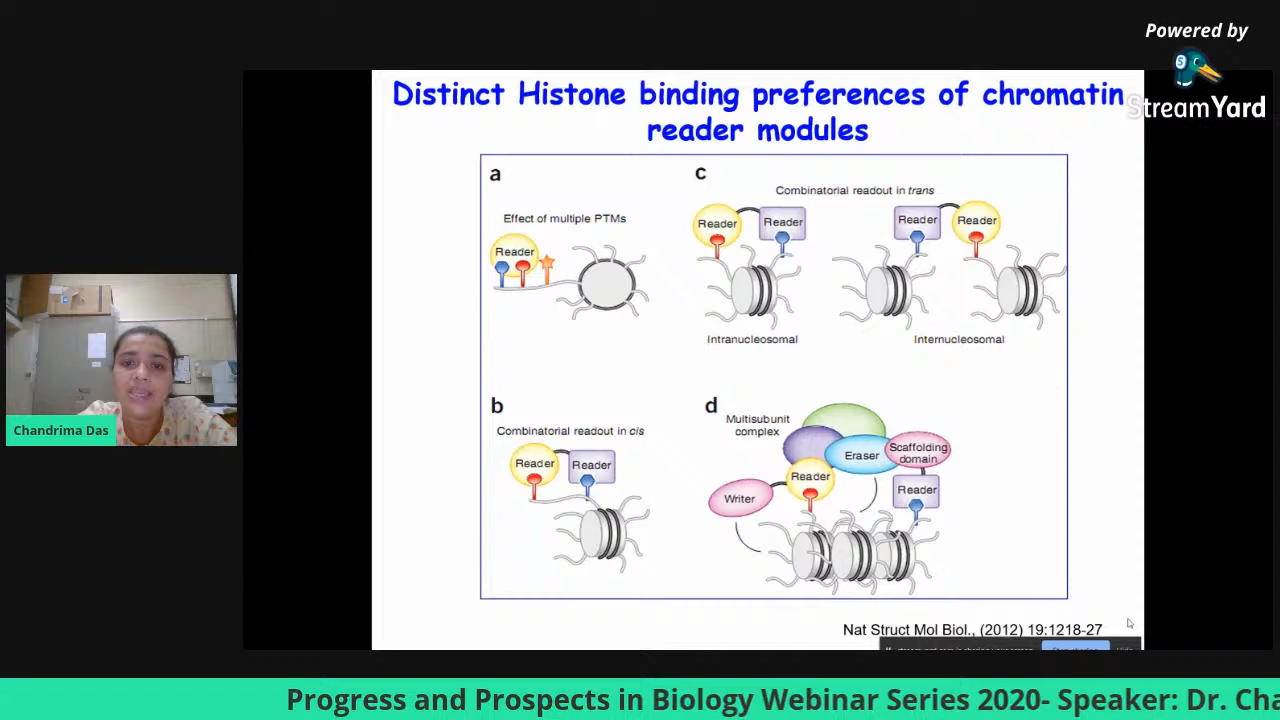 Powered by
StreamYard
Distinct Histone binding preferences of chromatin
reader modules
a
Effect of multiple PTMs
Reader
c
Combinatorial readout in trans
Reader
Reader
Reader
Reader
Intranucleosomal
Internucleosomal
b
Combinatorial readout in cis
Reader
Reader
d
Multisubunit
complex
Eraser
Scaffolding
domain
Reader
Writer
Reader
Nat Struct Mol Biol., (2012) 19:1218-27
Chandrima Das
Progress and Prospects in Biology Webinar Series 2020- Speaker: Dr. Cha